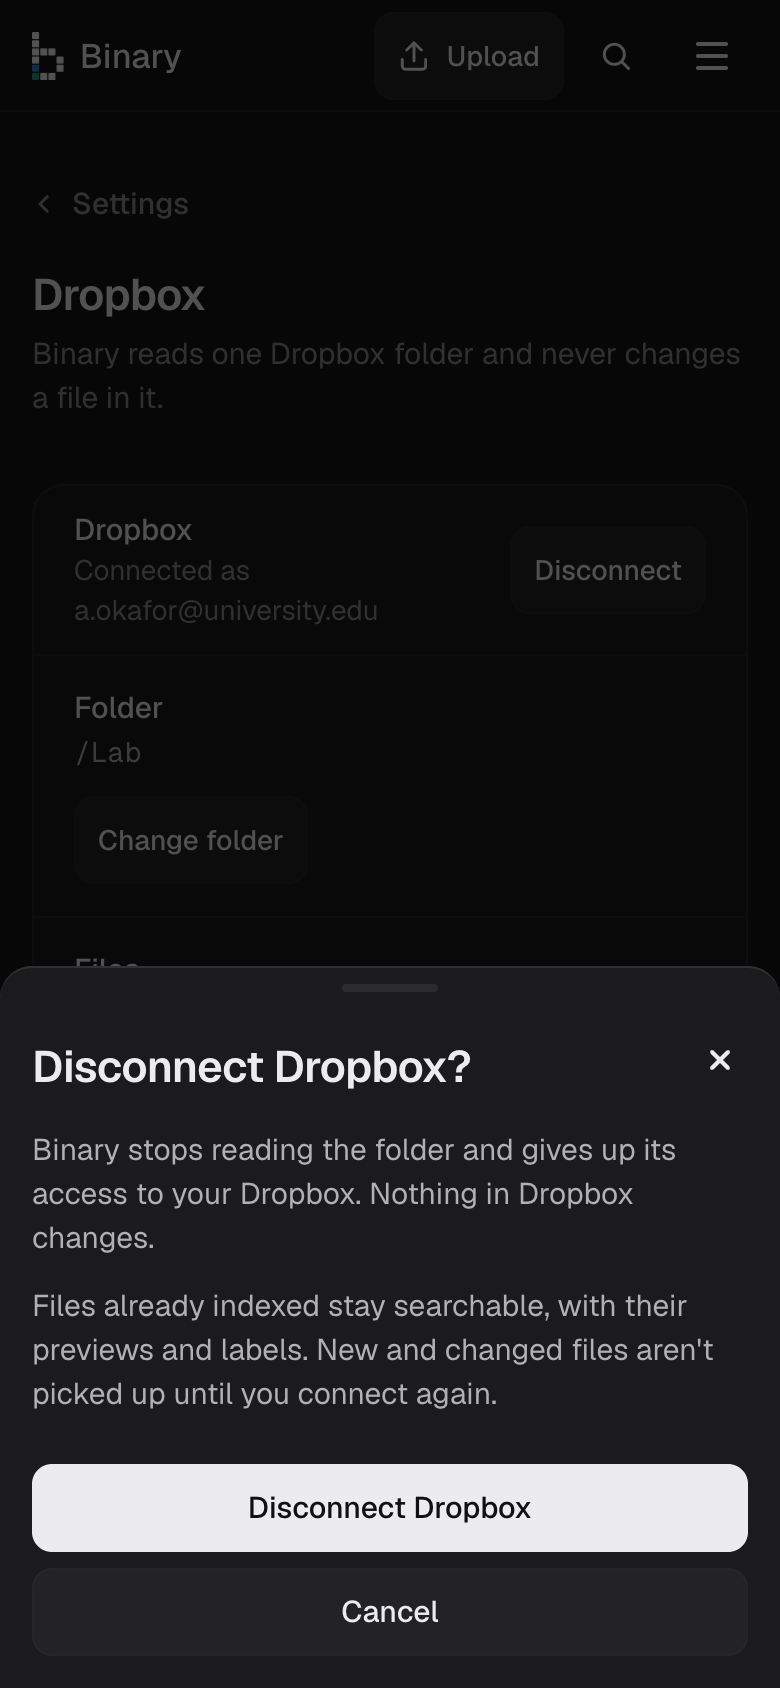 Binary
Upload
Settings
Dropbox
Binary reads one Dropbox folder and never changes
a file in it.
Dropbox
Connected as
a.okafor@university.edu
Disconnect
Folder
/Lab
Change folder
Files
Disconnect Dropbox?
Binary stops reading the folder and gives up its
access to your Dropbox. Nothing in Dropbox
changes.
Files already indexed stay searchable, with their
previews and labels. New and changed files aren't
picked up until you connect again.
Disconnect Dropbox
Cancel